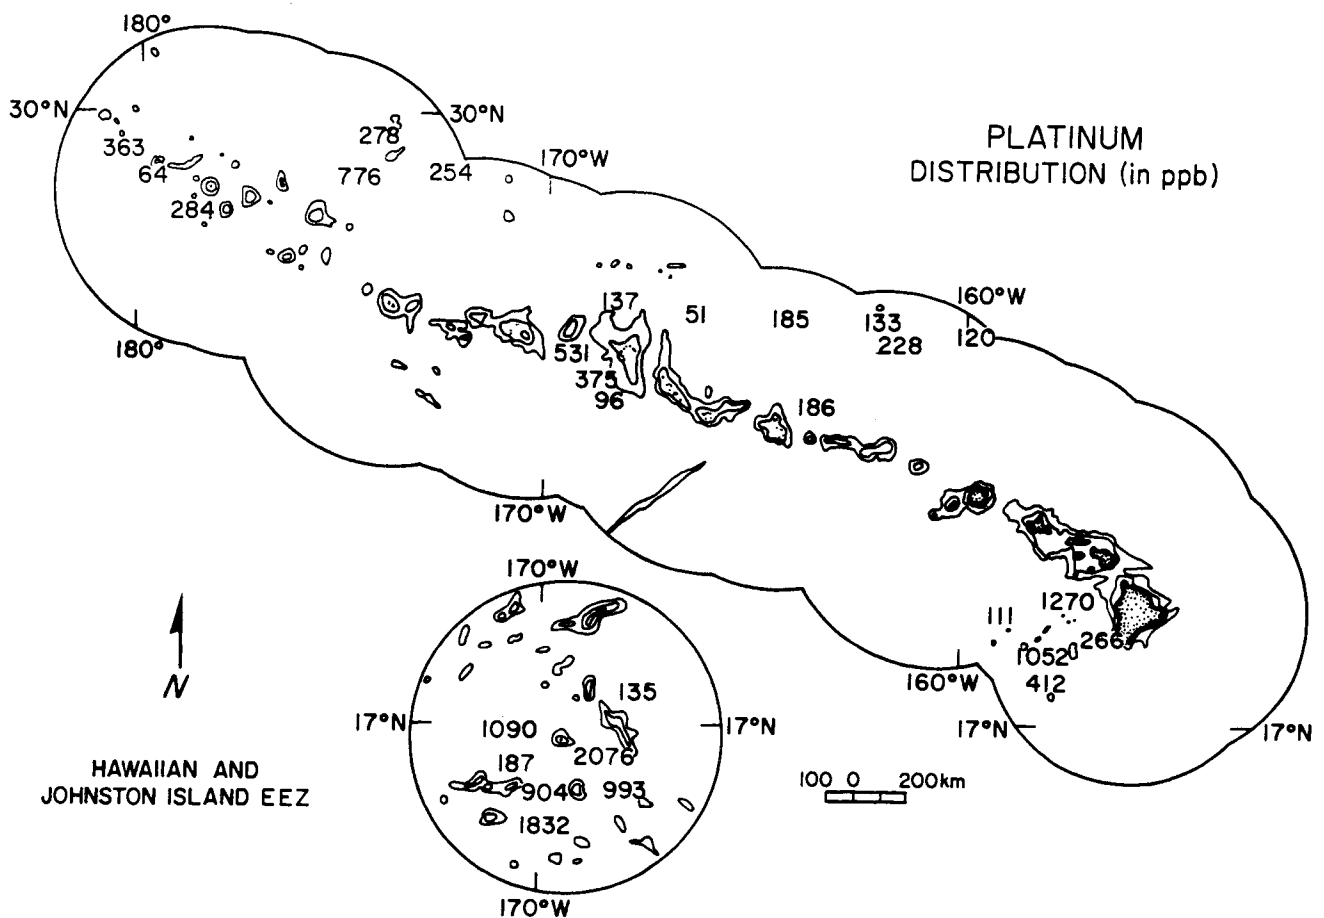 180°
30°N
30°N
PLATINUM
DISTRIBUTION (in ppb)
278
363
170°W
64
776
254
284
160°W
137
51
185
133
120
180°
228
531
375
96
186
170°W
170°W
1270
111
266
1052
412
160°W
N
135
17°N
17°N
17°N
17°N
1090
2076
187
904
993
1832
HAWAIIAN AND
JOHNSTON ISLAND EEZ
100 0 200km
170°W